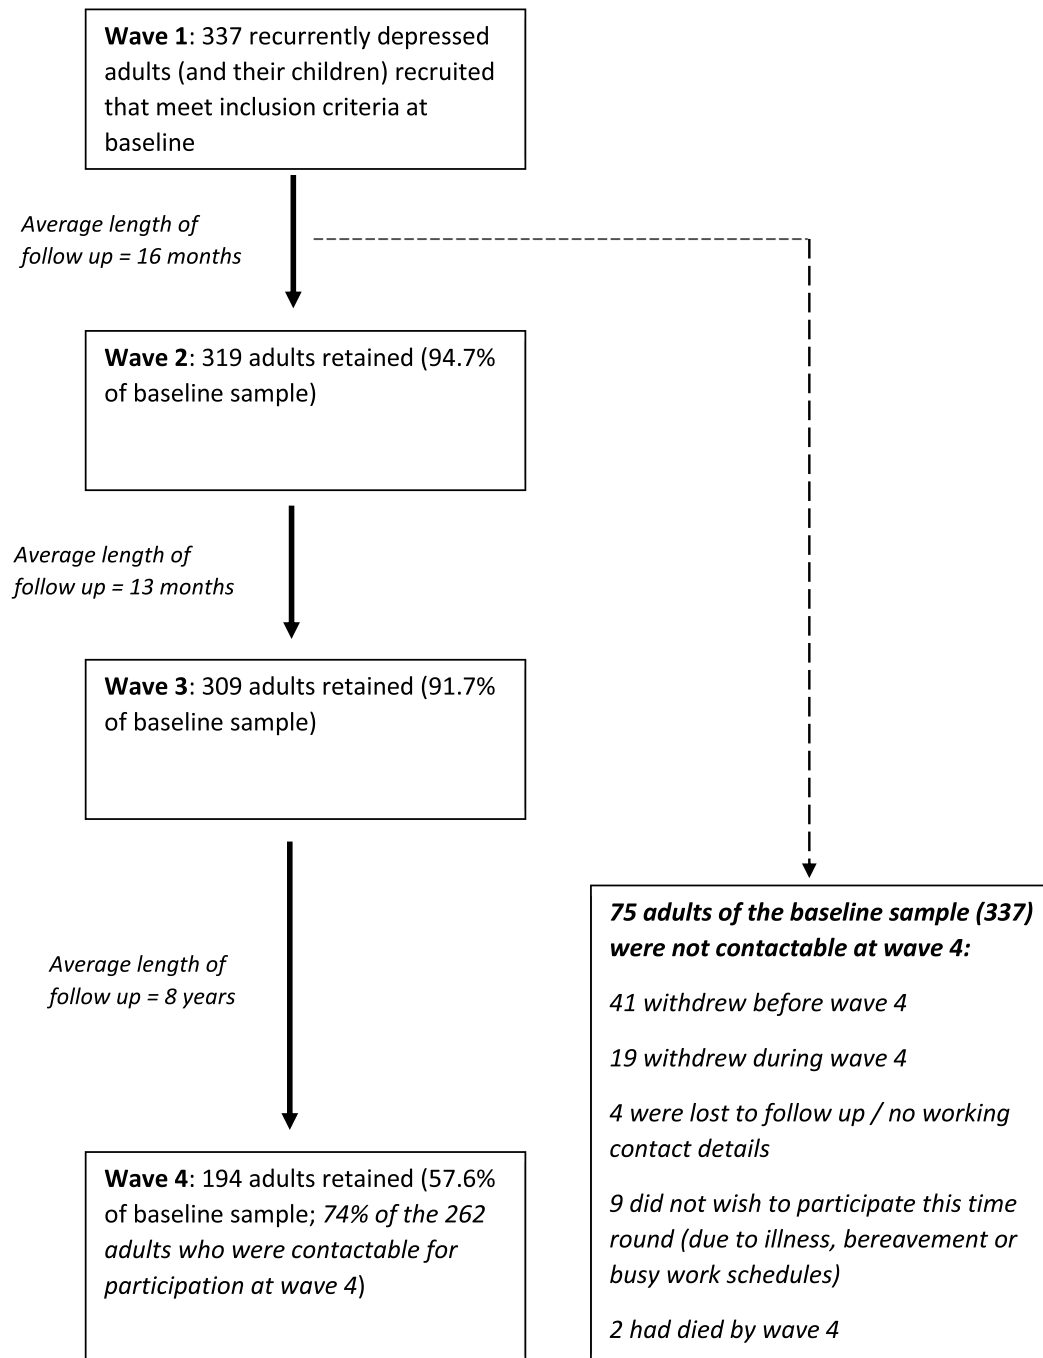 Wave 1: 337 recurrently depressed
adults (and their children) recruited
that meet inclusion criteria at
baseline
Average length of
follow up = 16 months
Wave 2: 319 adults retained (94.7%
of baseline sample)
Average length of
follow up = 13 months
Wave 3: 309 adults retained (91.7%
of baseline sample)
Average length of
follow up = 8 years
Wave 4: 194 adults retained (57.6%
of baseline sample; 74% of the 262
adults who were contactable for
participation at wave 4)
75 adults of the baseline sample (337)
were not contactable at wave 4:
41 withdrew before wave 4
19 withdrew during wave 4
4 were lost to follow up / no working
contact details
9 did not wish to participate this time
round (due to illness, bereavement or
busy work schedules)
2 had died by wave 4